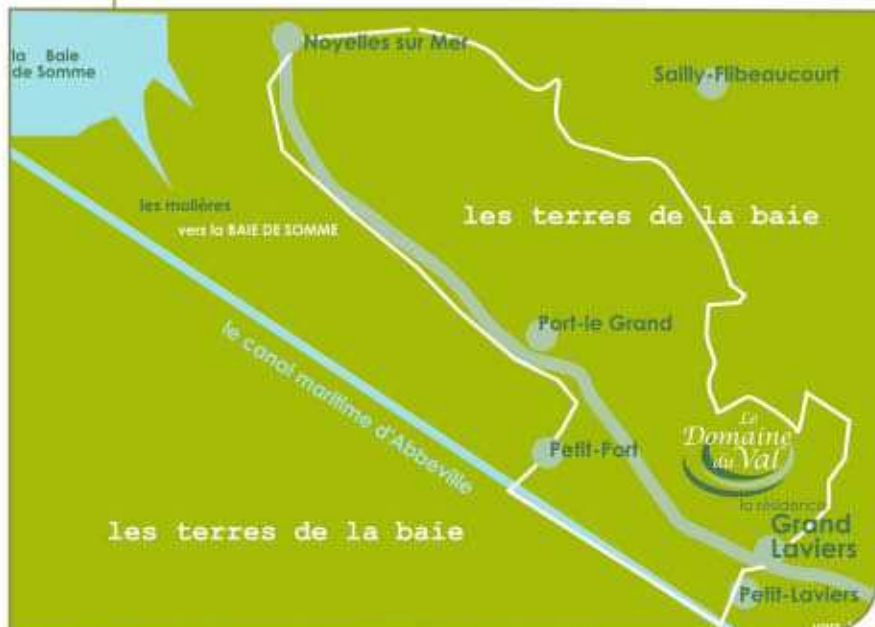 la Baie
de Somme
Noyelles sur Mer
Sailly-Flibeaucourt
les molières
vers la BAIE DE SOMME
les terres de la baie
Port-le Grand
le canal maritime d'Abbeville
Petit-Port
Le
Domaine
du Val
la résidence
Grand
Laviers
les terres de la baie
Petit-Laviers
vers